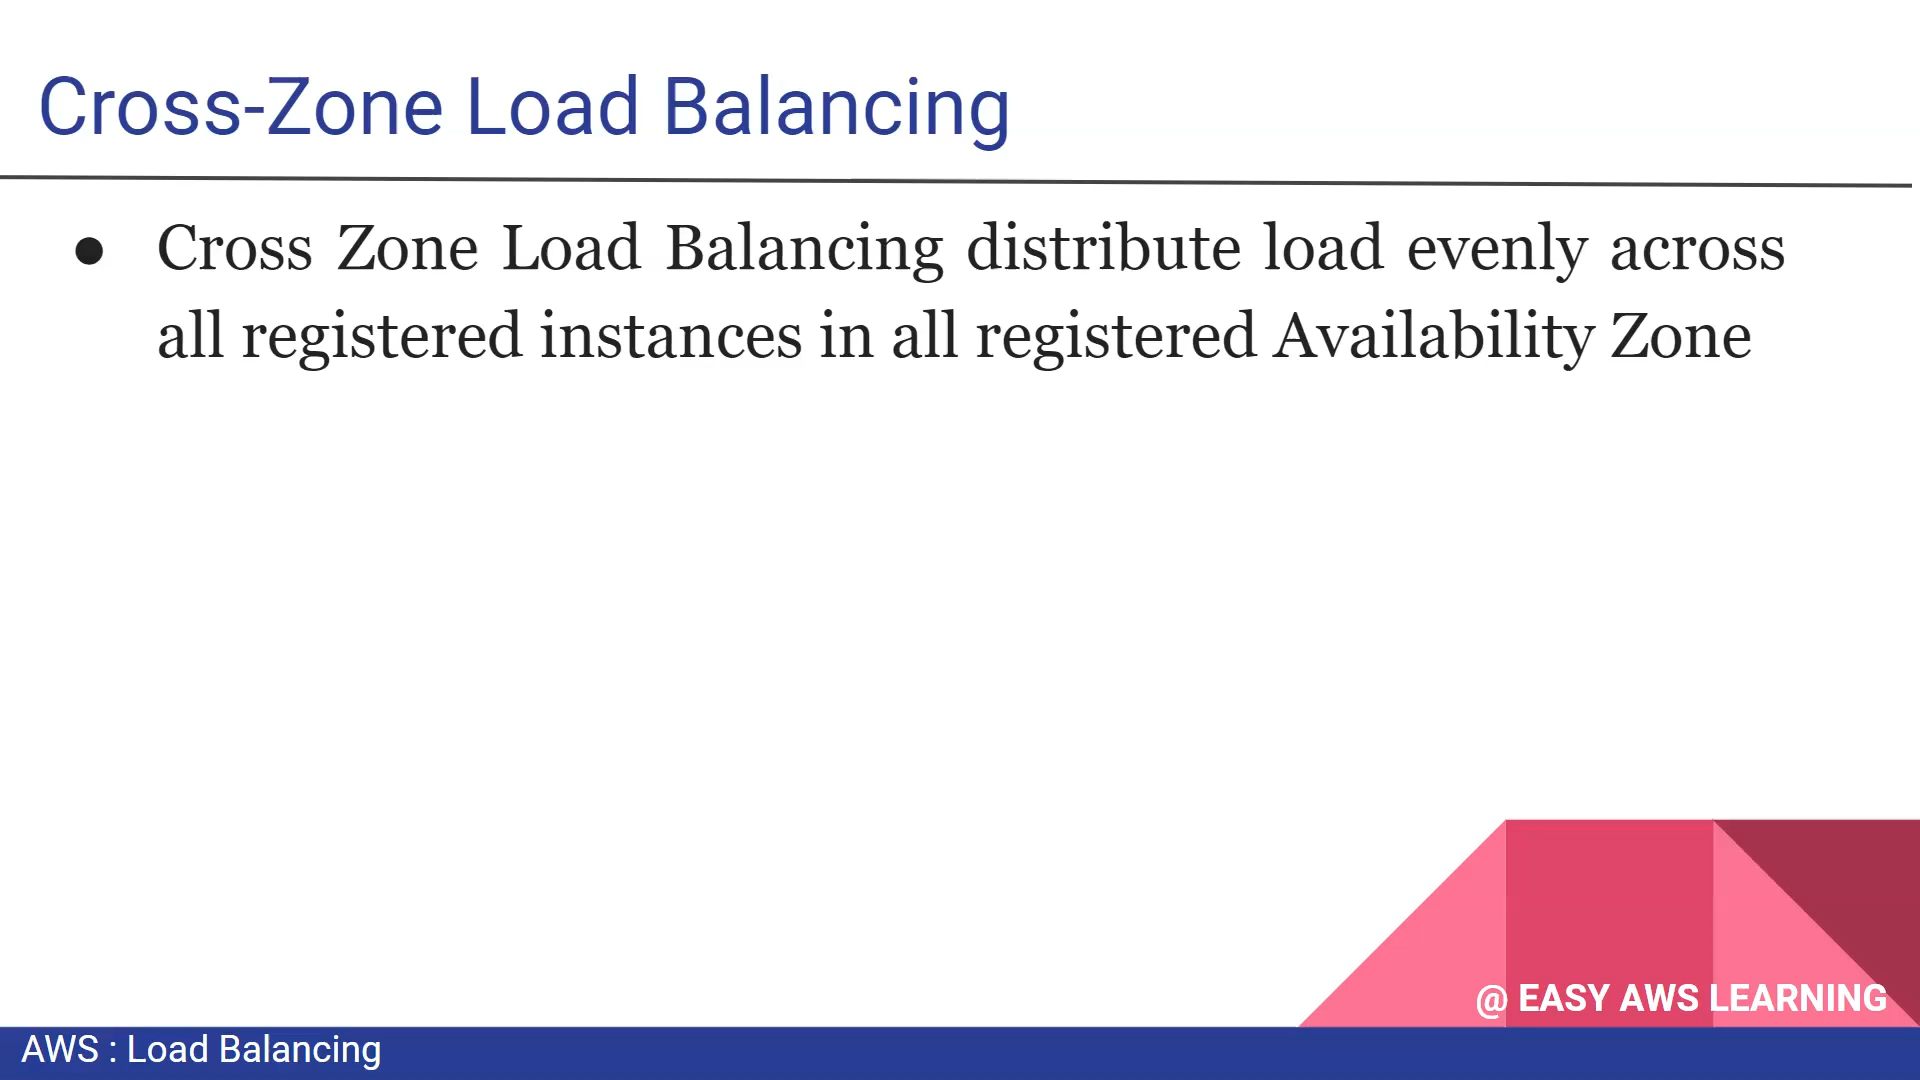 Cross-Zone Load Balancing
● Cross Zone Load Balancing distribute load evenly across
all registered instances in all registered Availability Zone
@ EASY AWS LEARNING
AWS : Load Balancing